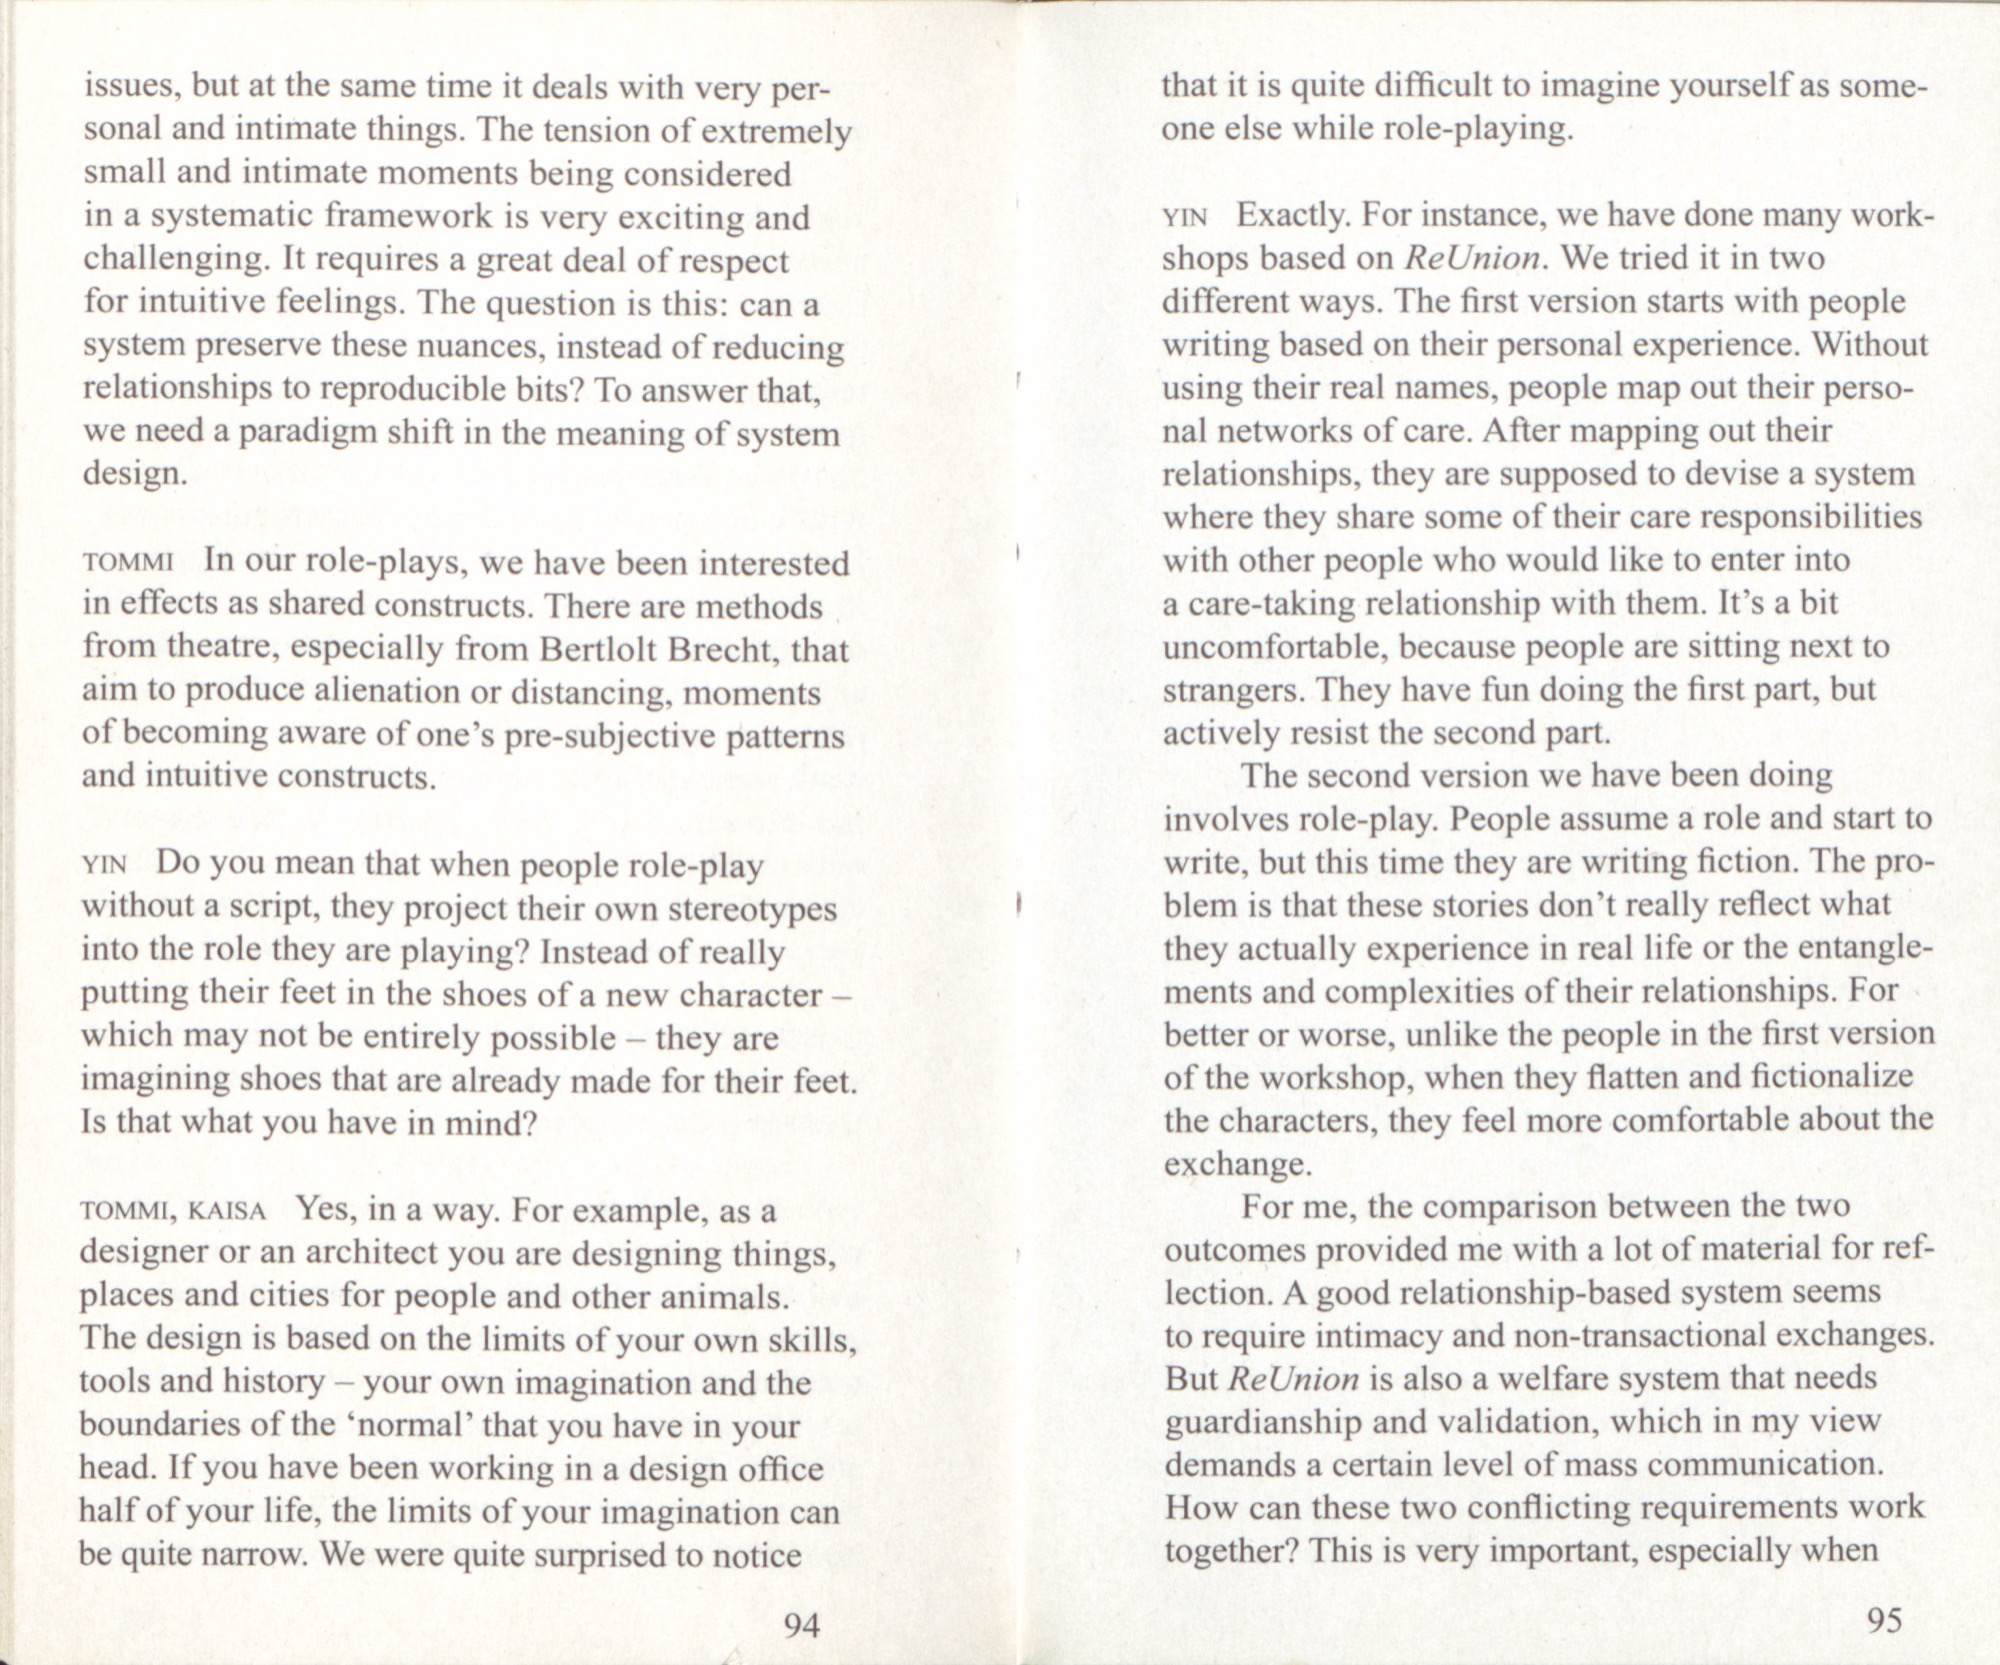 issues, but at the same time it deals with very per-
sonal and intimate things. The tension of extremely
small and intimate moments being considered
in a systematic framework is very exciting and
challenging. It requires a great deal of respect
for intuitive feelings. The question is this: can a
system preserve these nuances, instead of reducing
relationships to reproducible bits? To answer that,
we need a paradigm shift in the meaning of system
design.
TOMMI In our role-plays, we have been interested
in effects as shared constructs. There are methods
from theatre, especially from Bertlolt Brecht, that
aim to produce alienation or distancing, moments
of becoming aware of one's pre-subjective patterns
and intuitive constructs.
YIN Do you mean that when people role-play
without a script, they project their own stereotypes
into the role they are playing? Instead of really
putting their feet in the shoes of a new character –
which may not be entirely possible – they are
imagining shoes that are already made for their feet.
Is that what you have in mind?
TOMMI, KAISA Yes, in a way. For example, as a
designer or an architect you are designing things,
places and cities for people and other animals.
The design is based on the limits of your own skills,
tools and history – your own imagination and the
boundaries of the ‘normal’ that you have in your
head. If you have been working in a design office
half of your life, the limits of your imagination can
be quite narrow. We were quite surprised to notice
94
that it is quite difficult to imagine yourself as some-
one else while role-playing.
YIN Exactly. For instance, we have done many work-
shops based on ReUnion. We tried it in two
different ways. The first version starts with people
writing based on their personal experience. Without
using their real names, people map out their perso-
nal networks of care. After mapping out their
relationships, they are supposed to devise a system
where they share some of their care responsibilities
with other people who would like to enter into
a care-taking relationship with them. It's a bit
uncomfortable, because people are sitting next to
strangers. They have fun doing the first part, but
actively resist the second part.
The second version we have been doing
involves role-play. People assume a role and start to
write, but this time they are writing fiction. The pro-
blem is that these stories don't really reflect what
they actually experience in real life or the entangle-
ments and complexities of their relationships. For
better or worse, unlike the people in the first version
of the workshop, when they flatten and fictionalize
the characters, they feel more comfortable about the
exchange.
For me, the comparison between the two
outcomes provided me with a lot of material for ref-
lection. A good relationship-based system seems
to require intimacy and non-transactional exchanges.
But ReUnion is also a welfare system that needs
guardianship and validation, which in my view
demands a certain level of mass communication.
How can these two conflicting requirements work
together? This is very important, especially when
95